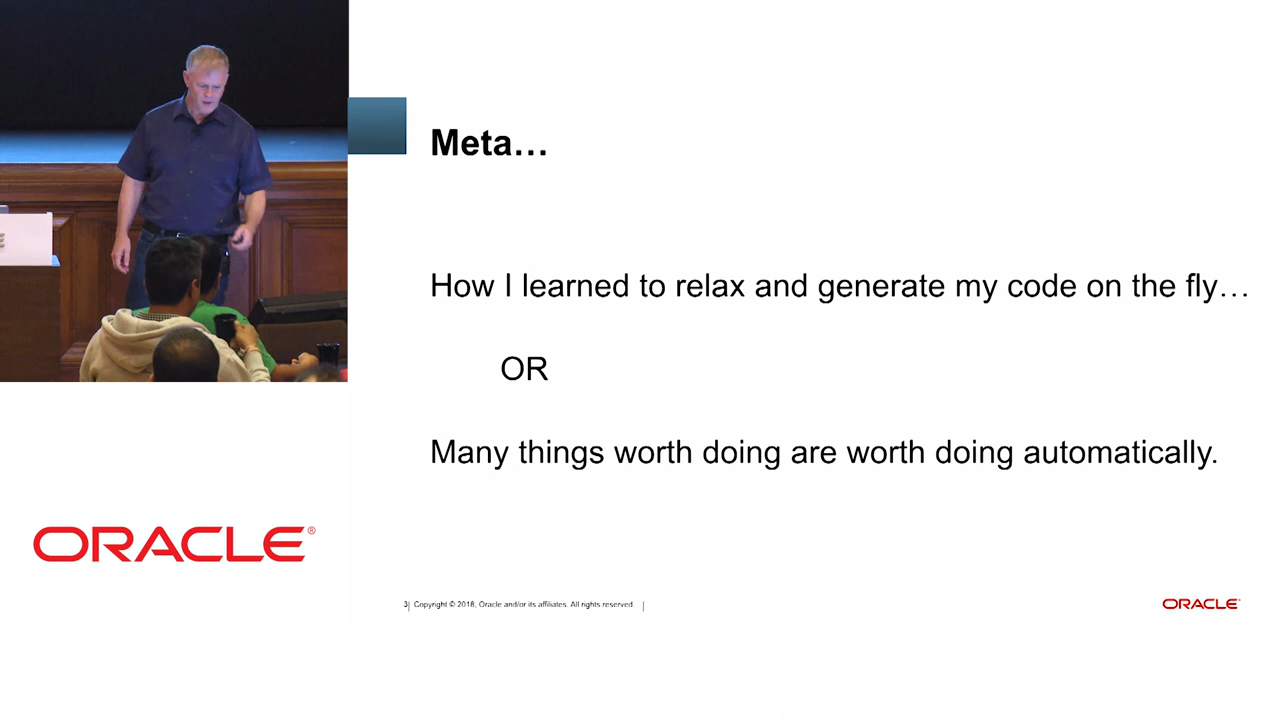 Meta…
How I learned to relax and generate my code on the fly…
OR
Many things worth doing are worth doing automatically.
ORACLE®
3| Copyright © 2018, Oracle and/or its affiliates. All rights reserved. |
ORACLE®